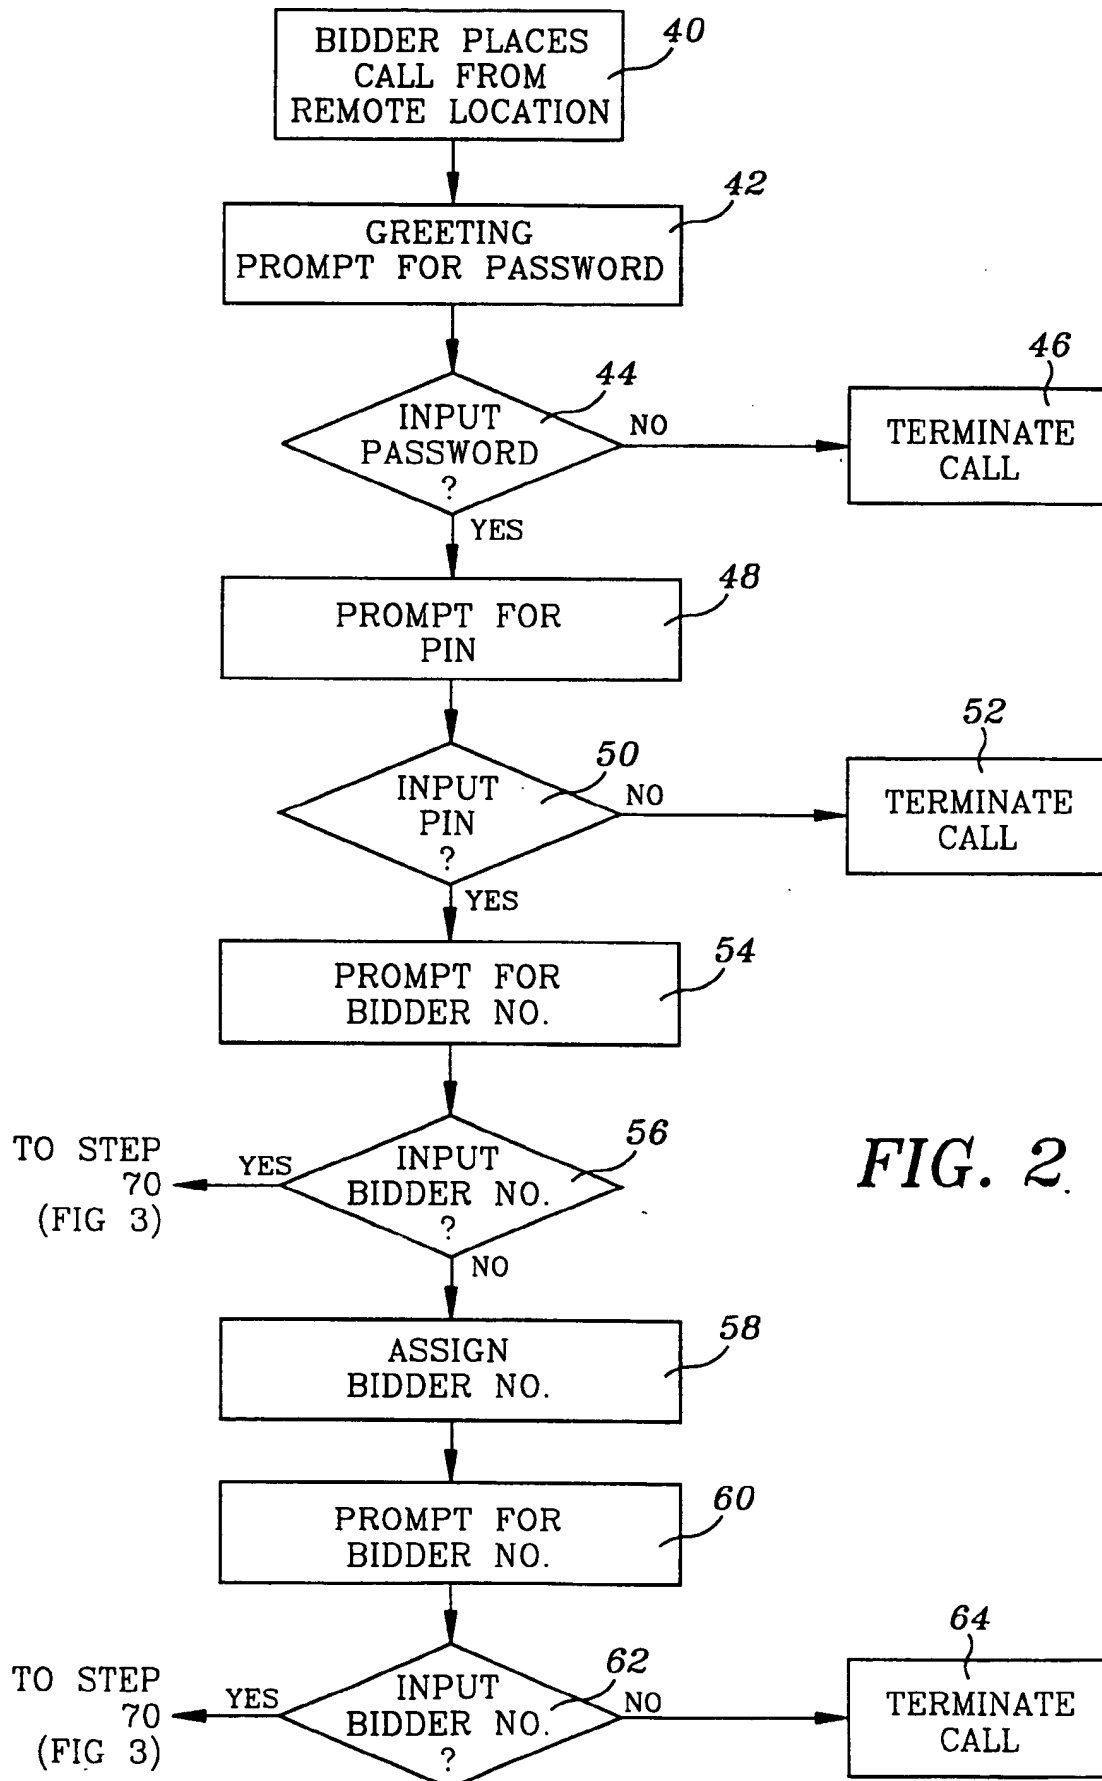 BIDDER PLACES
CALL FROM
REMOTE LOCATION
40
GREETING
PROMPT FOR PASSWORD
42
INPUT
PASSWORD
?
44
NO
TERMINATE
CALL
46
YES
PROMPT FOR
PIN
48
INPUT
PIN
?
50
NO
TERMINATE
CALL
52
YES
PROMPT FOR
BIDDER NO.
54
INPUT
BIDDER NO.
?
56
YES
TO STEP
70
(FIG 3)
FIG. 2
NO
ASSIGN
BIDDER NO.
58
PROMPT FOR
BIDDER NO.
60
INPUT
BIDDER NO.
?
62
YES
TO STEP
70
(FIG 3)
NO
TERMINATE
CALL
64